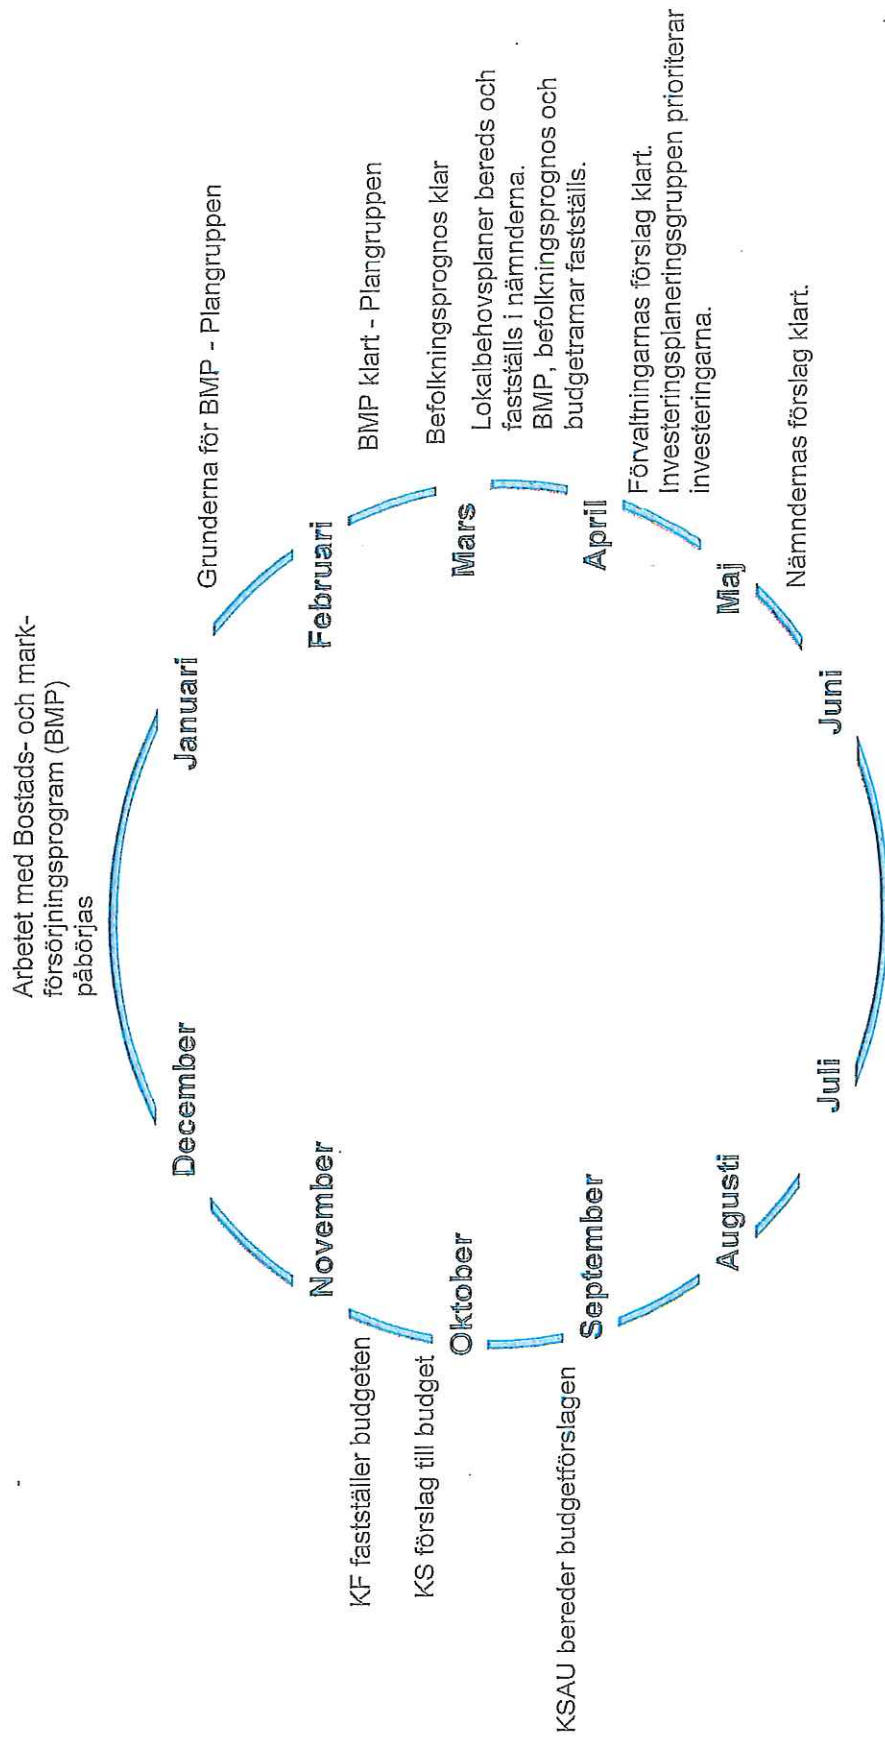 Arbetet med Bostads- och mark-
försörjningsprogram (BMP)
påbörjas
Januari
Grunderna för BMP - Plangruppen
Februari
BMP klart - Plangruppen
Befolkningsprognos klar
Mars
Lokalbehovsplaner bereds och
fastställs i nämnderna.
BMP, befolkningsprognos och
budgetramar fastställs.
April
Förvaltningarnas förslag klart.
Investeringsplaneringsgruppen prioriterar
investeringarna.
Maj
Nämndernas förslag klart.
Juni
Juli
Augusti
September
KSAU bereder budgetförslagen
Oktober
KS förslag till budget
KF fastställer budgeten
November
December